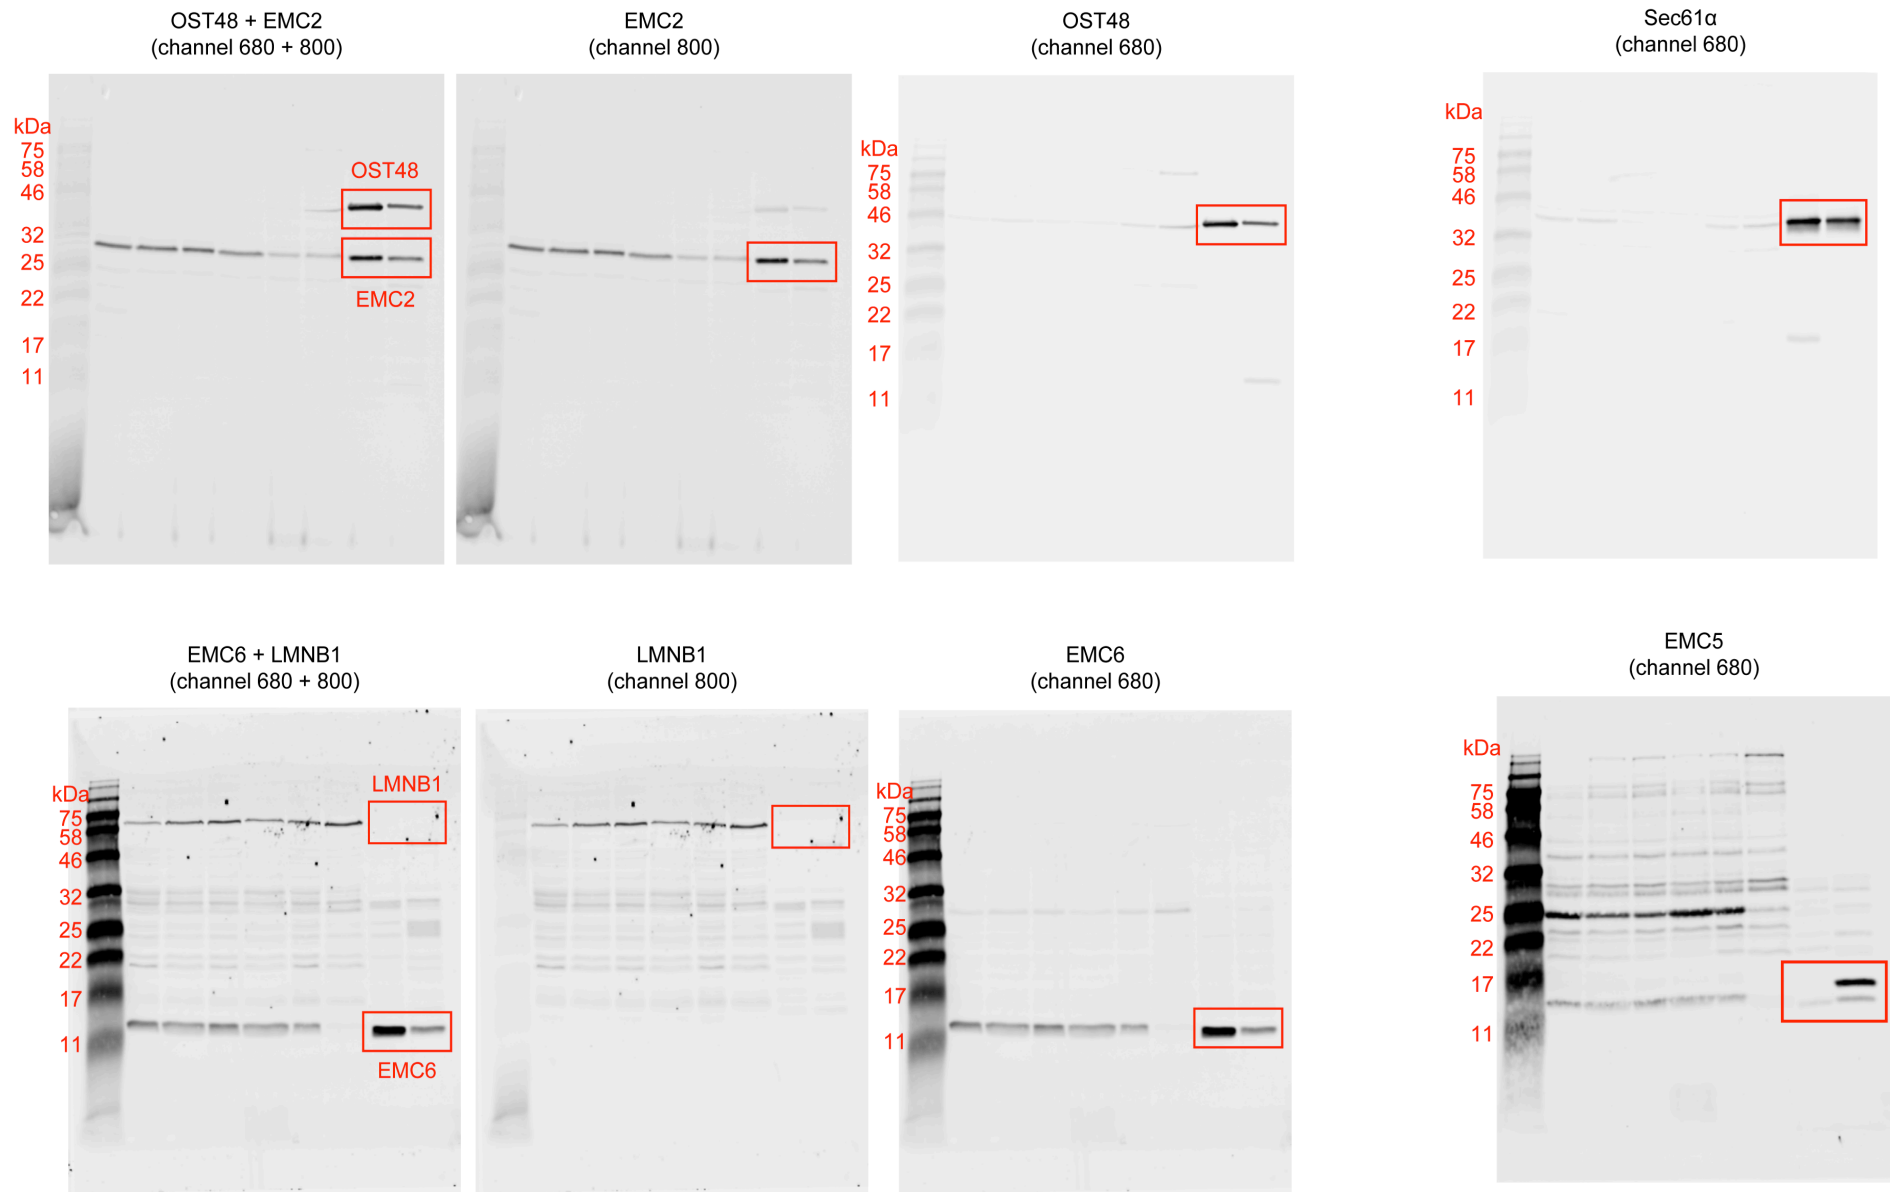 OST48 + EMC2
(channel 680 + 800)
kDa
75
58
46
32
25
22
17
11
OST48
EMC2
EMC2
(channel 800)
OST48
(channel 680)
kDa
75
58
46
32
25
22
17
11
Sec61α
(channel 680)
kDa
75
58
46
32
25
22
17
11
EMC6 + LMNB1
(channel 680 + 800)
kDa
75
58
46
32
25
22
17
11
LMNB1
EMC6
LMNB1
(channel 800)
EMC6
(channel 680)
kDa
75
58
46
32
25
22
17
11
EMC5
(channel 680)
kDa
75
58
46
32
25
22
17
11